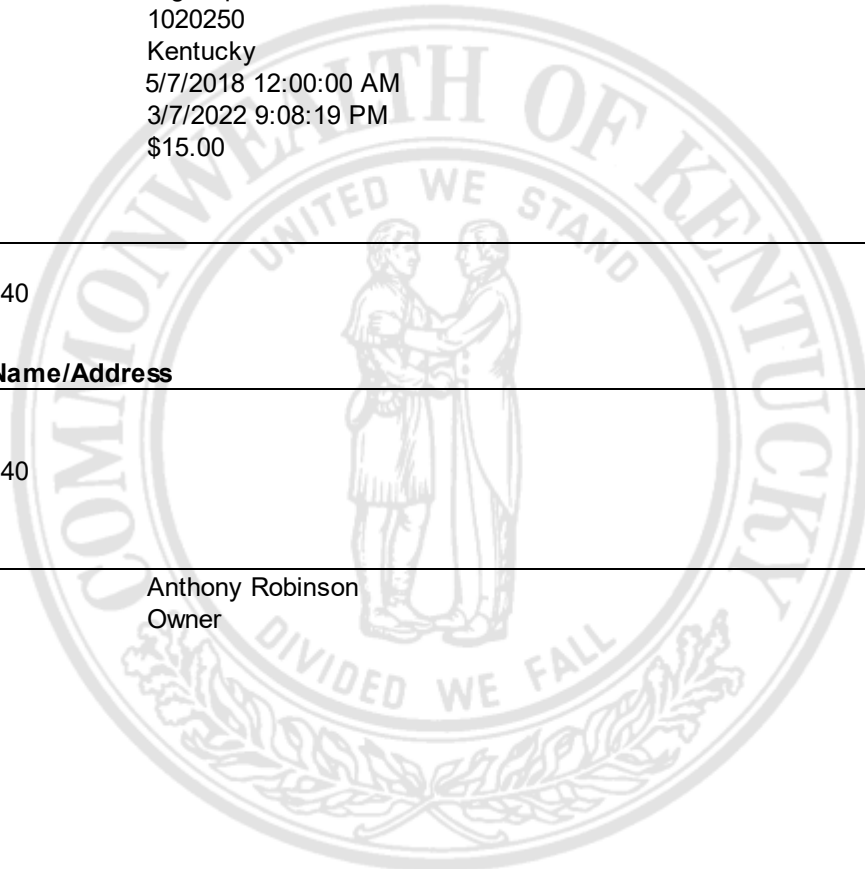 1020250
Kentucky
5/7/2018 12:00:00 AM
3/7/2022 9:08:19 PM
$15.00
40
Name/Address
40
Anthony Robinson
Owner
COMMONWEALTH OF KENTUCKY
UNITED WE STAND
DIVIDED WE FALL